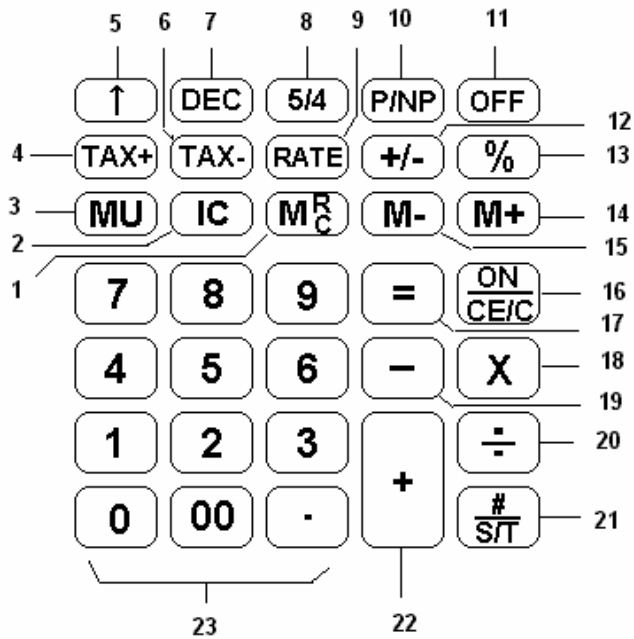 5 6 7 8 9 10 11
↑ DEC 5/4 P/NP OFF
12
4 TAX+ TAX- RATE +/- % 13
3 MU IC MRC M- M+ 14
2 15
1 7 8 9 = ON CE/C 16
17
4 5 6 – X 18
19
1 2 3 + ÷ 20
0 00 . # S/T 21
23 22